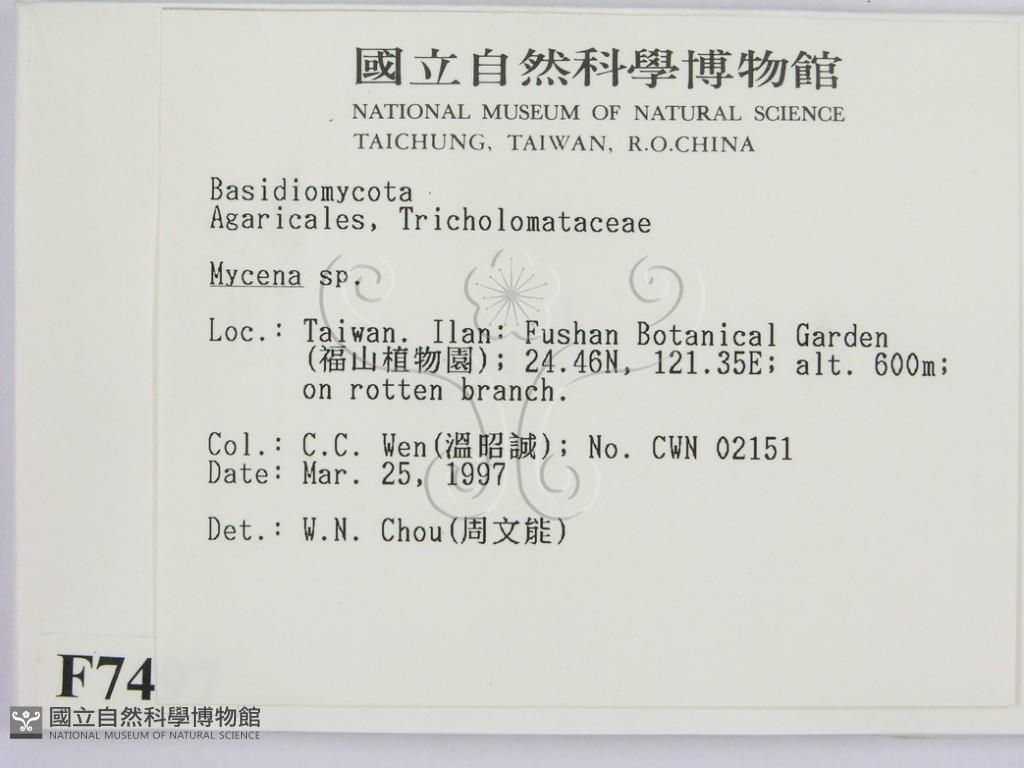 國立自然科學博物館
NATIONAL MUSEUM OF NATURAL SCIENCE
TAICHUNG, TAIWAN, R.O.CHINA
Basidiomycota
Agaricales, Tricholomataceae
Mycena sp.
Loc.: Taiwan. Ilan: Fushan Botanical Garden
(福山植物園); 24.46N, 121.35E; alt. 600m;
on rotten branch.
Col.: C.C. Wen(溫昭誠); No. CWN 02151
Date: Mar. 25, 1997
Det.: W.N. Chou(周文能)
F74
國立自然科學博物館
NATIONAL MUSEUM OF NATURAL SCIENCE